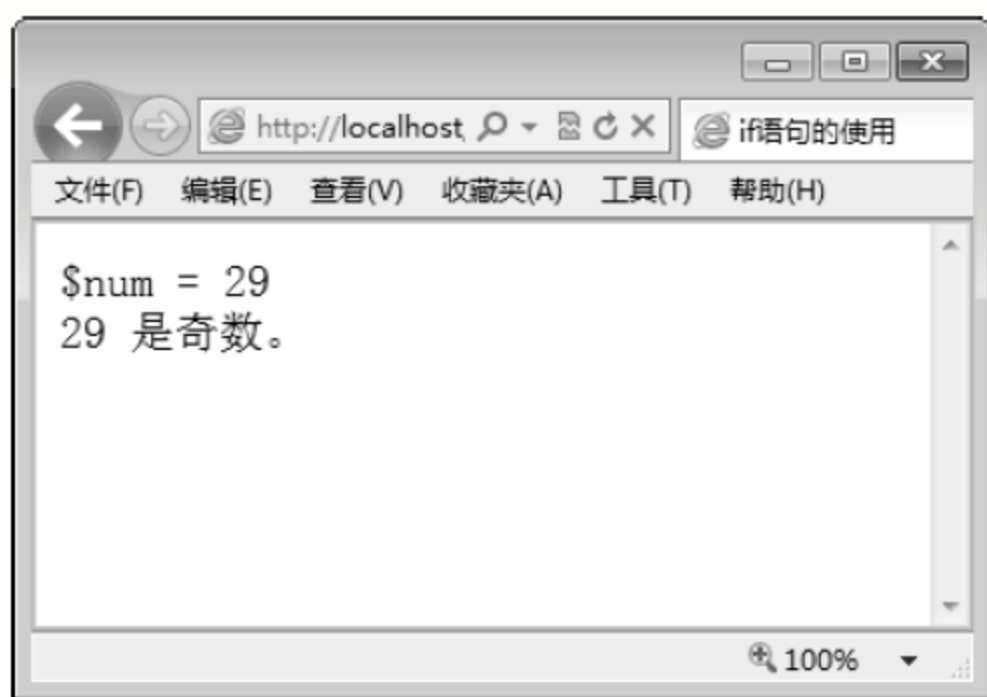 http://localhost
if语句的使用
文件(F) 编辑(E) 查看(V) 收藏夹(A) 工具(T) 帮助(H)
$num = 29
29 是奇数。
100%